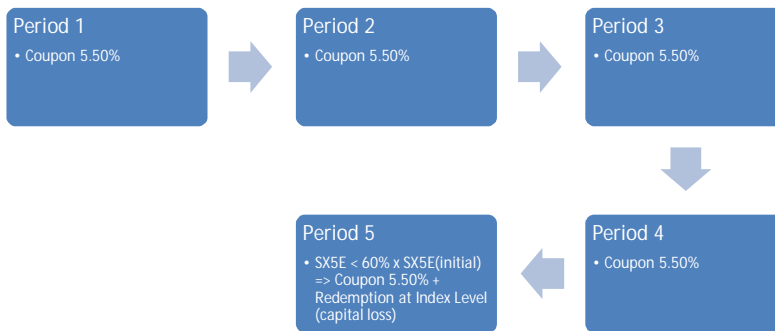 Period 1
• Coupon 5.50%
Period 2
• Coupon 5.50%
Period 3
• Coupon 5.50%
Period 4
• Coupon 5.50%
Period 5
• SX5E < 60% x SX5E(initial)
=> Coupon 5.50% +
Redemption at Index Level
(capital loss)